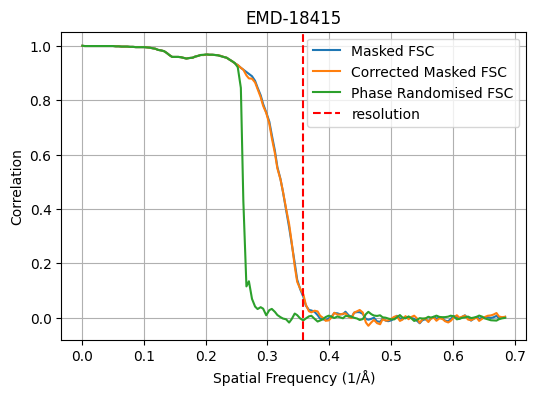 EMD-18415
Masked FSC
Corrected Masked FSC
Phase Randomised FSC
resolution
Correlation
1.0
0.8
0.6
0.4
0.2
0.0
0.0 0.1 0.2 0.3 0.4 0.5 0.6 0.7
Spatial Frequency (1/Å)